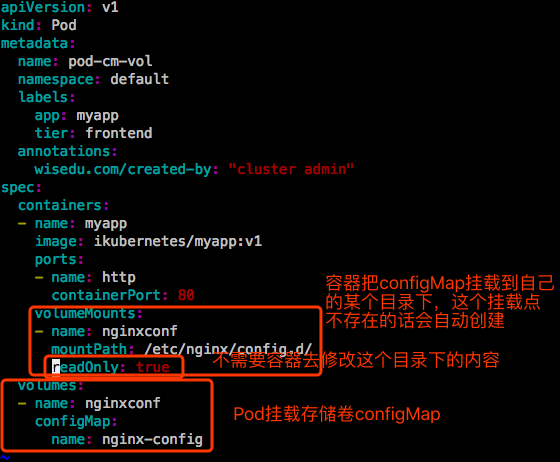 apiVersion: v1
kind: Pod
metadata:
  name: pod-cm-vol
  namespace: default
  labels:
    app: myapp
    tier: frontend
  annotations:
    wisedu.com/created-by: "cluster admin"
spec:
  containers:
  - name: myapp
    image: ikubernetes/myapp:v1
    ports:
    - name: http
      containerPort: 80
    volumeMounts:
    - name: nginxconf
      mountPath: /etc/nginx/config.d/
      readOnly: true
  volumes:
  - name: nginxconf
    configMap:
      name: nginx-config
~
容器把configMap挂载到自己
的某个目录下，这个挂载点
不存在的话会自动创建
不需要容器去修改这个目录下的内容
Pod挂载存储卷configMap